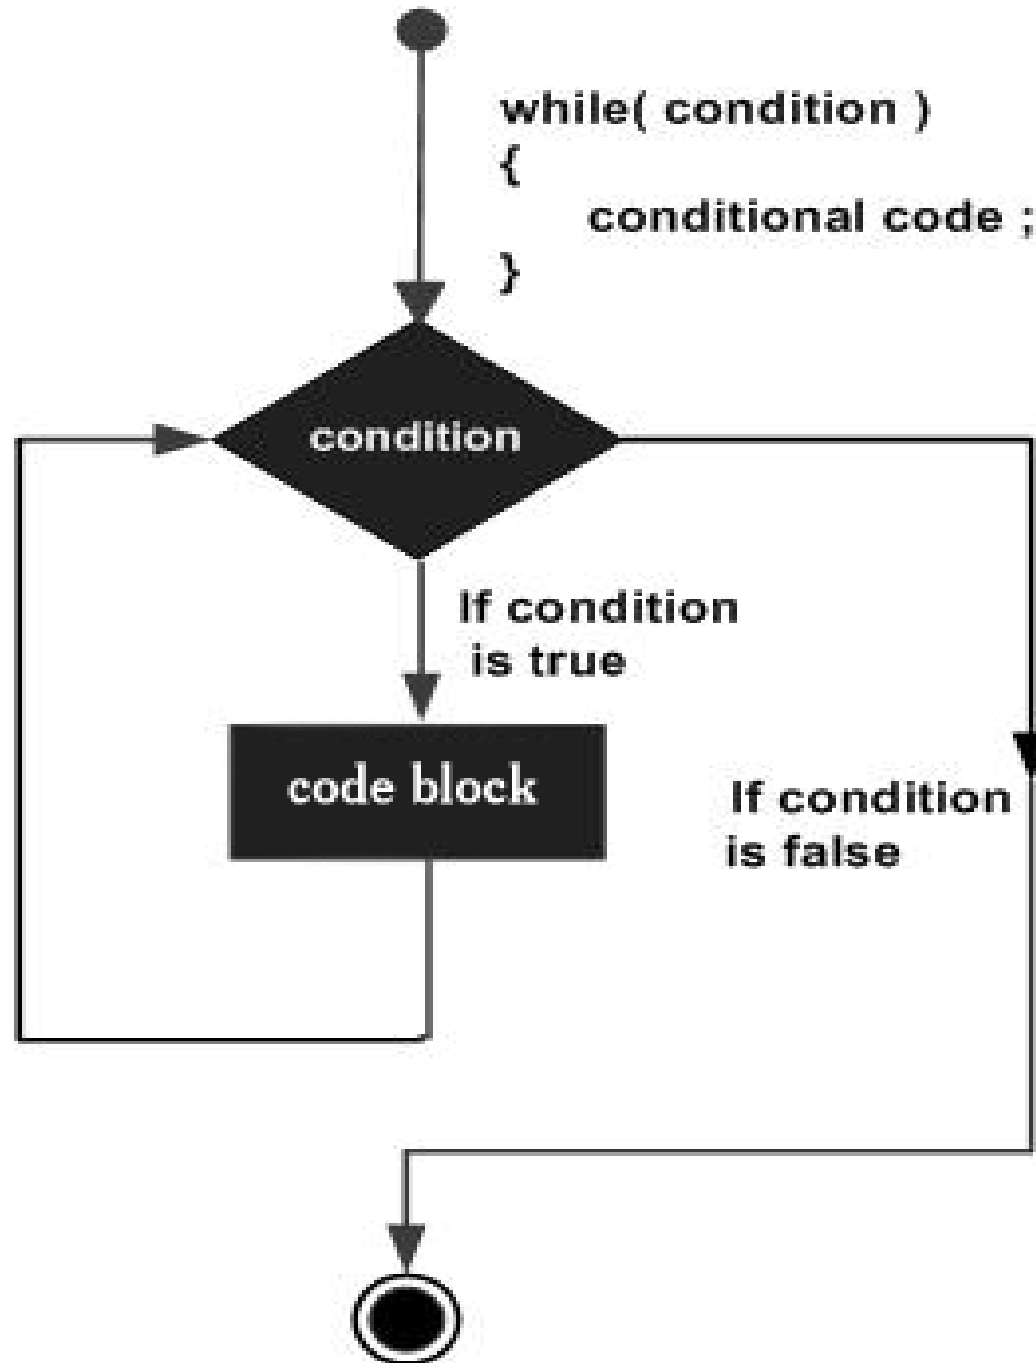 while( condition )
{
conditional code ;
}
condition
If condition
is true
code block
If condition
is false